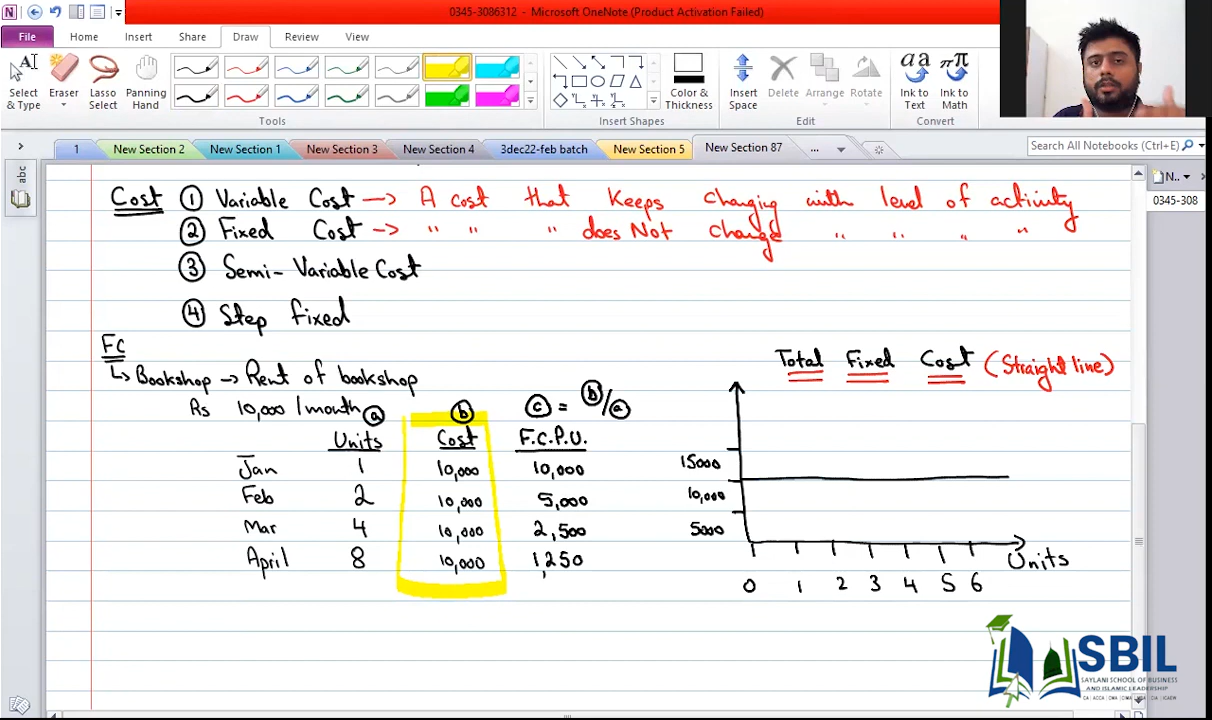 0345-3086312 - Microsoft OneNote (Product Activation Failed)
File Home Insert Share Draw Review View
Select & Type
Eraser
Lasso Select
Panning Hand
Color & Thickness
Insert Space
Delete
Arrange
Rotate
Ink to Text
Ink to Math
Tools
Insert Shapes
Edit
Convert
1 New Section 2 New Section 1 New Section 3 New Section 4 3dec22-feb batch New Section 5 New Section 87 ...
Search All Notebooks (Ctrl+E)
abc
N..
0345-308
Cost ① Variable Cost → A cost that Keeps changing with level of activity
② Fixed Cost → " " " does Not change " " " "
③ Semi-Variable Cost
④ Step fixed
FC
↳ Bookshop → Rent of bookshop
Rs 10,000 /month
ⓐ ⓑ ⓒ = ⓑ/ⓐ
Units Cost F.C.P.U.
Jan 1 10,000 10,000
Feb 2 10,000 5,000
Mar 4 10,000 2,500
April 8 10,000 1,250
Total Fixed Cost (Straight line)
15000
10,000
5000
Units
0 1 2 3 4 5 6
SBIL
SAYLANI SCHOOL OF BUSINESS
AND ISLAMIC LEADERSHIP